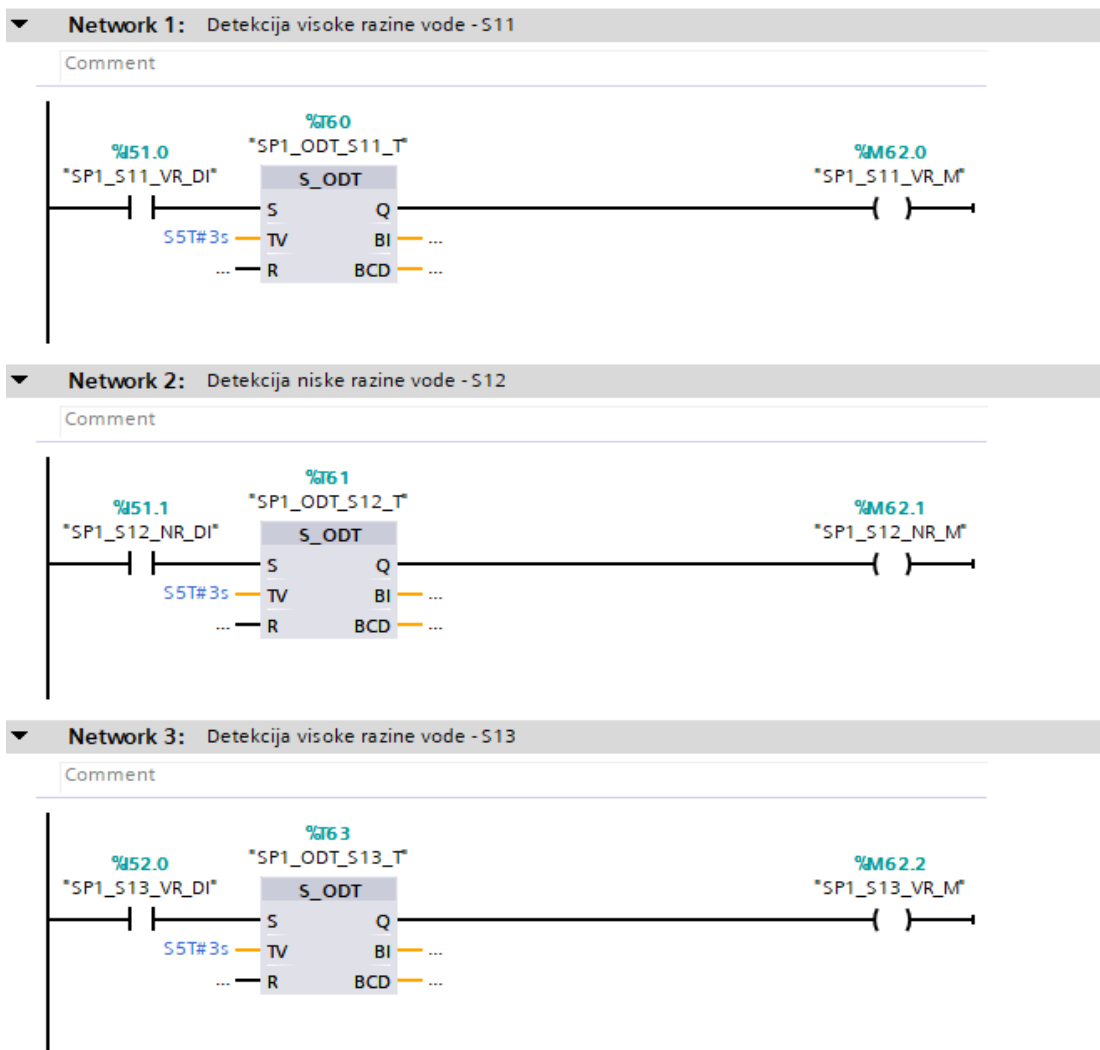 Network 1: Detekcija visoke razine vode - S11
Comment
%T60
"SP1_ODT_S11_T"
%I51.0
"SP1_S11_VR_DI"
S_ODT
%M62.0
"SP1_S11_VR_M"
S Q
S5T#3s TV BI ...
... R BCD ...
Network 2: Detekcija niske razine vode - S12
Comment
%T61
"SP1_ODT_S12_T"
%I51.1
"SP1_S12_NR_DI"
S_ODT
%M62.1
"SP1_S12_NR_M"
S Q
S5T#3s TV BI ...
... R BCD ...
Network 3: Detekcija visoke razine vode - S13
Comment
%T63
"SP1_ODT_S13_T"
%I52.0
"SP1_S13_VR_DI"
S_ODT
%M62.2
"SP1_S13_VR_M"
S Q
S5T#3s TV BI ...
... R BCD ...